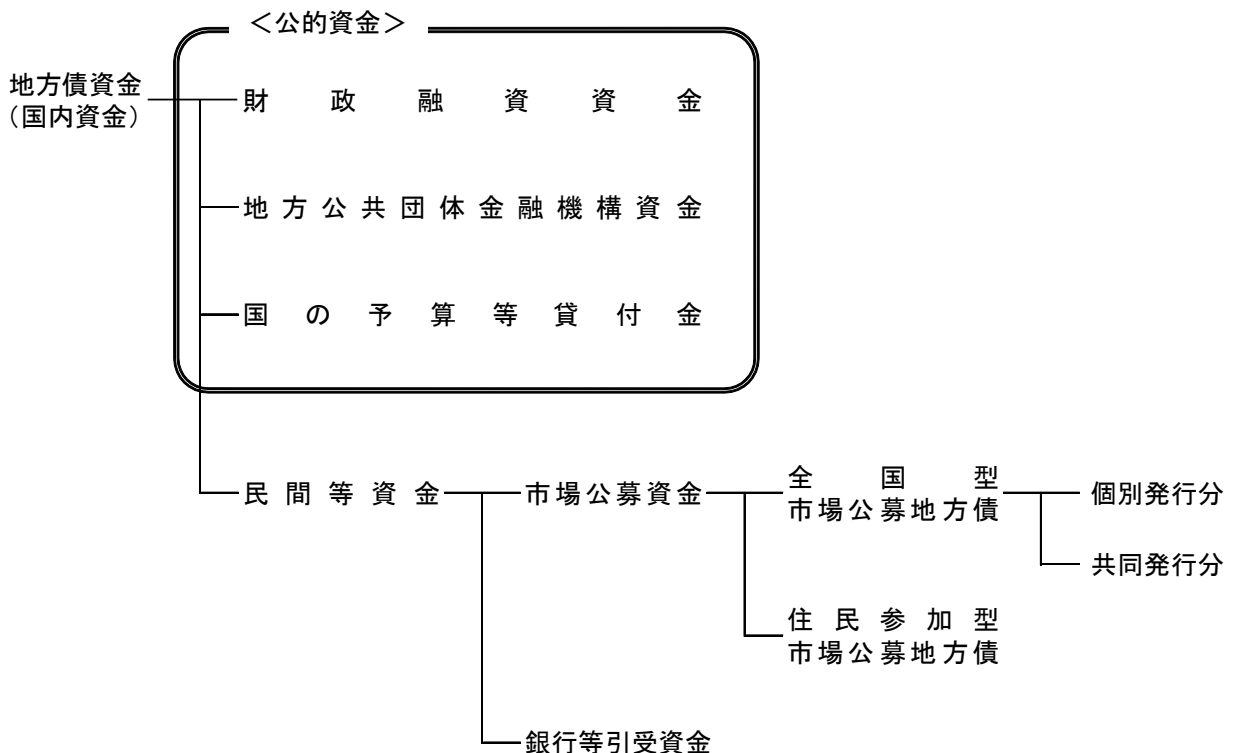 ＜公的資金＞
地方債資金
（国内資金）
財政融資資金
地方公共団体金融機構資金
国の予算等貸付金
民間等資金
市場公募資金
全国型
市場公募地方債
個別発行分
共同発行分
住民参加型
市場公募地方債
銀行等引受資金